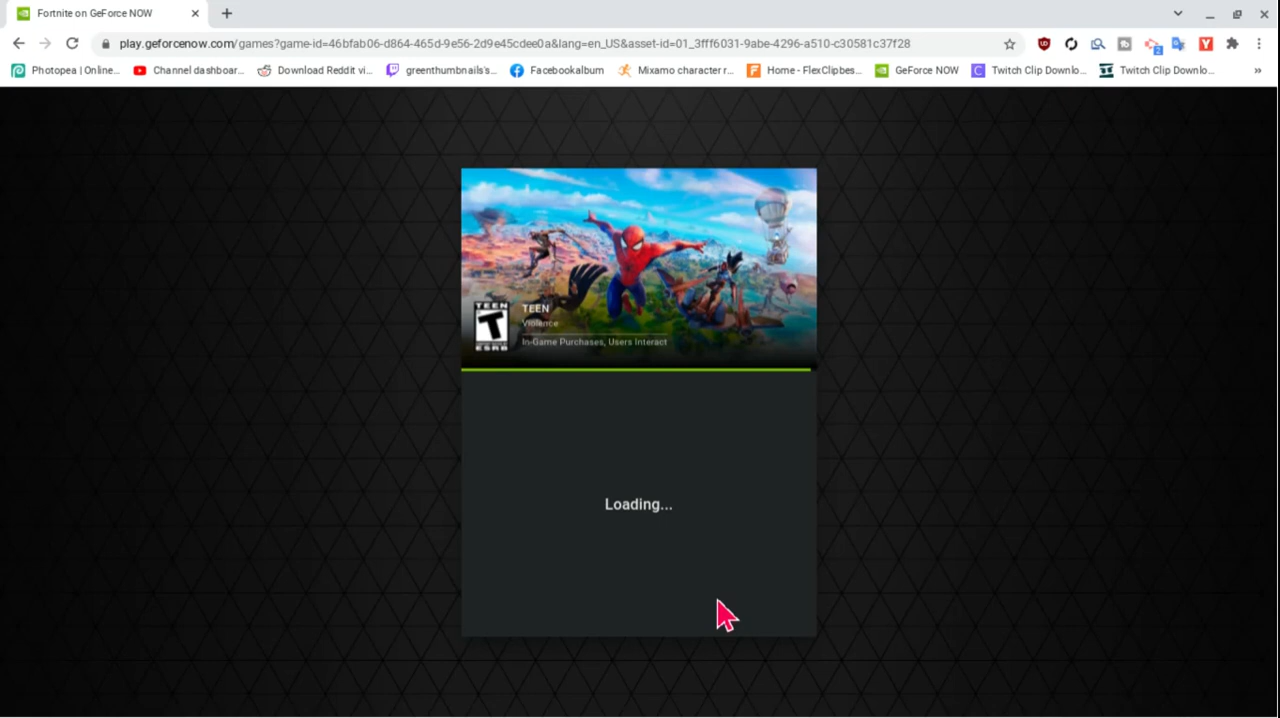 Fortnite on GeForce NOW
play.geforcenow.com/games?game-id=46bfab06-d864-465d-9e56-2d9e45cdee0a&lang=en_US&asset-id=01_3fff6031-9abe-4296-a510-c30581c37f28
Photopea | Online... Channel dashboar... Download Reddit vi... greenthumbnails's... Facebookalbum Mixamo character r... Home - FlexClipbes... GeForce NOW Twitch Clip Downlo... Twitch Clip Downlo... »
TEEN
T
ESRB
TEEN
Violence
In-Game Purchases, Users Interact
Loading...